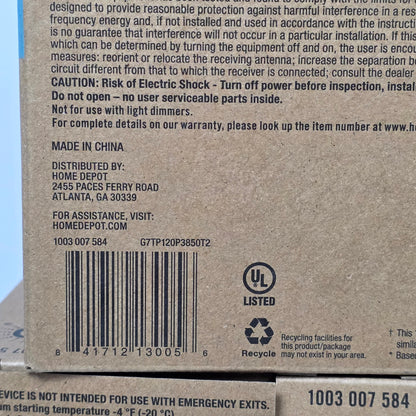 designed to provide reasonable protection against harmful interference in a res
frequency energy and, if not installed and used in accordance with the instructi
is no guarantee that interference will not occur in a particular installation. If this
which can be determined by turning the equipment off and on, the user is encou
measures: reorient or relocate the receiving antenna; increase the separation be
circuit different from that to which the receiver is connected; consult the dealer
CAUTION: Risk of Electric Shock - Turn off power before inspection, instal
Do not open – no user serviceable parts inside.
Not for use with light dimmers.
For complete details on our warranty, please look up the item number at www.h
MADE IN CHINA
DISTRIBUTED BY:
HOME DEPOT
2455 PACES FERRY ROAD
ATLANTA, GA 30339
FOR ASSISTANCE, VISIT:
HOMEDEPOT.COM
1003 007 584 G7TP120P3850T2
8 41712 13005 6
UL
LISTED
Recycle
Recycling facilities for
this product/package
may not exist in your area.
† This
simila
* Base
EVICE IS NOT INTENDED FOR USE WITH EMERGENCY EXITS.
um starting temperature -4 °F (-20 °C)
1003 007 584